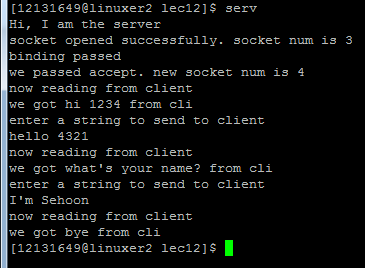 [12131649@linuxer2 lec12]$ serv
Hi, I am the server
socket opened successfully. socket num is 3
binding passed
we passed accept. new socket num is 4
now reading from client
we got hi 1234 from cli
enter a string to send to client
hello 4321
now reading from client
we got what's your name? from cli
enter a string to send to client
I'm Sehoon
now reading from client
we got bye from cli
[12131649@linuxer2 lec12]$